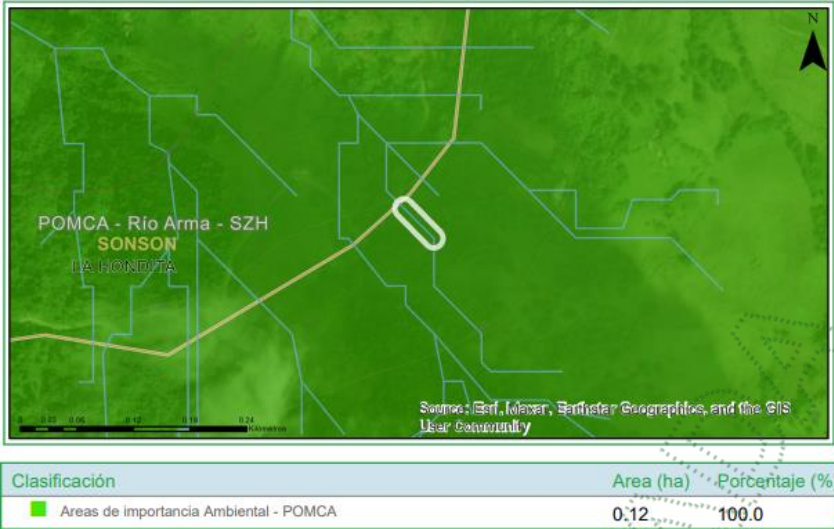 N
POMCA - Río Arma - SZH
SONSON
LA HONDITA
Source: Esri, Maxar, Earthstar Geographics, and the GIS
User Community
0 0.03 0.06 0.12 0.18 0.24
Kilometros
Clasificación Area (ha) Porcentaje (%
Areas de importancia Ambiental - POMCA 0.12 100.0